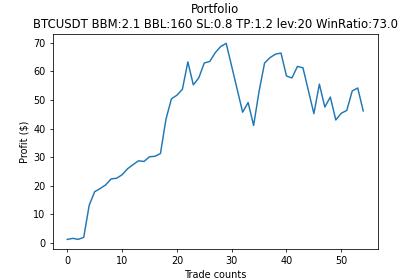 Portfolio
BTCUSDT BBM:2.1 BBL:160 SL:0.8 TP:1.2 lev:20 WinRatio:73.0
70
60
50
40
30
20
10
0
Profit ($)
0 10 20 30 40 50
Trade counts